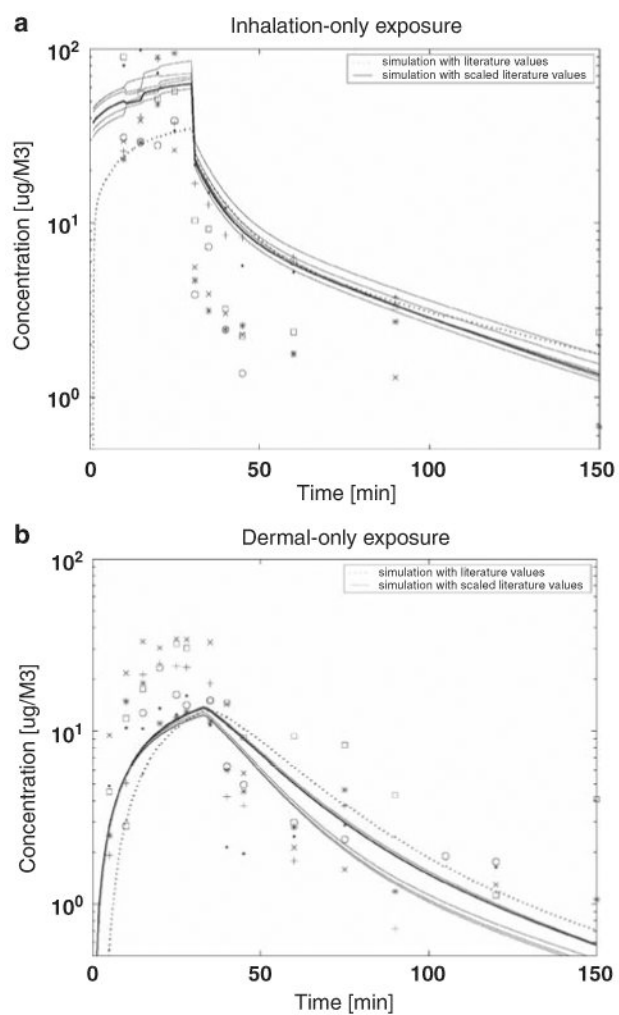 a
Inhalation-only exposure
10²
simulation with literature values
simulation with scaled literature values
10¹
10⁰
Concentration [ug/M3]
0 50 100 150
Time [min]
b
Dermal-only exposure
10²
simulation with literature values
simulation with scaled literature values
10¹
10⁰
Concentration [ug/M3]
0 50 100 150
Time [min]